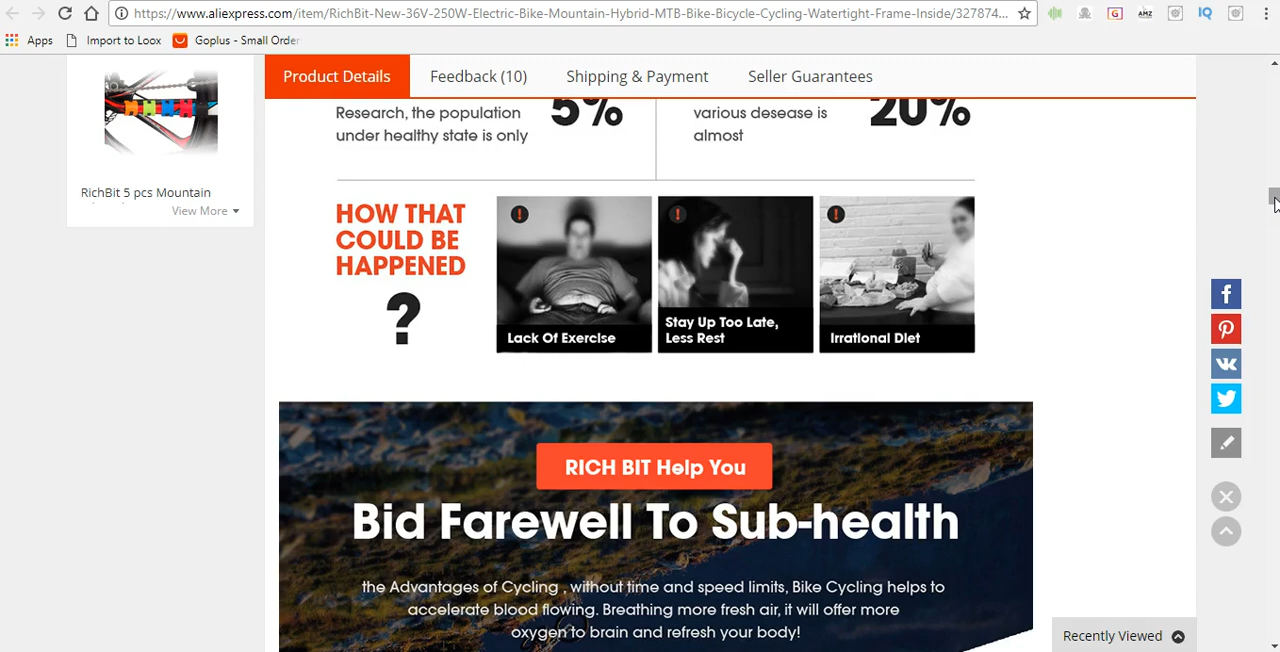 https://www.aliexpress.com/item/RichBit-New-36V-250W-Electric-Bike-Mountain-Hybrid-MTB-Bike-Bicycle-Cycling-Watertight-Frame-Inside/327874...
G
AMZ
IQ
Apps
Import to Loox
Goplus - Small Order
Product Details
Feedback (10)
Shipping & Payment
Seller Guarantees
Research, the population
under healthy state is only
5%
various desease is
almost
20%
RichBit 5 pcs Mountain
View More
HOW THAT
COULD BE
HAPPENED
?
Lack Of Exercise
Stay Up Too Late,
Less Rest
Irrational Diet
RICH BIT Help You
Bid Farewell To Sub-health
the Advantages of Cycling , without time and speed limits, Bike Cycling helps to
accelerate blood flowing. Breathing more fresh air, it will offer more
oxygen to brain and refresh your body!
Recently Viewed